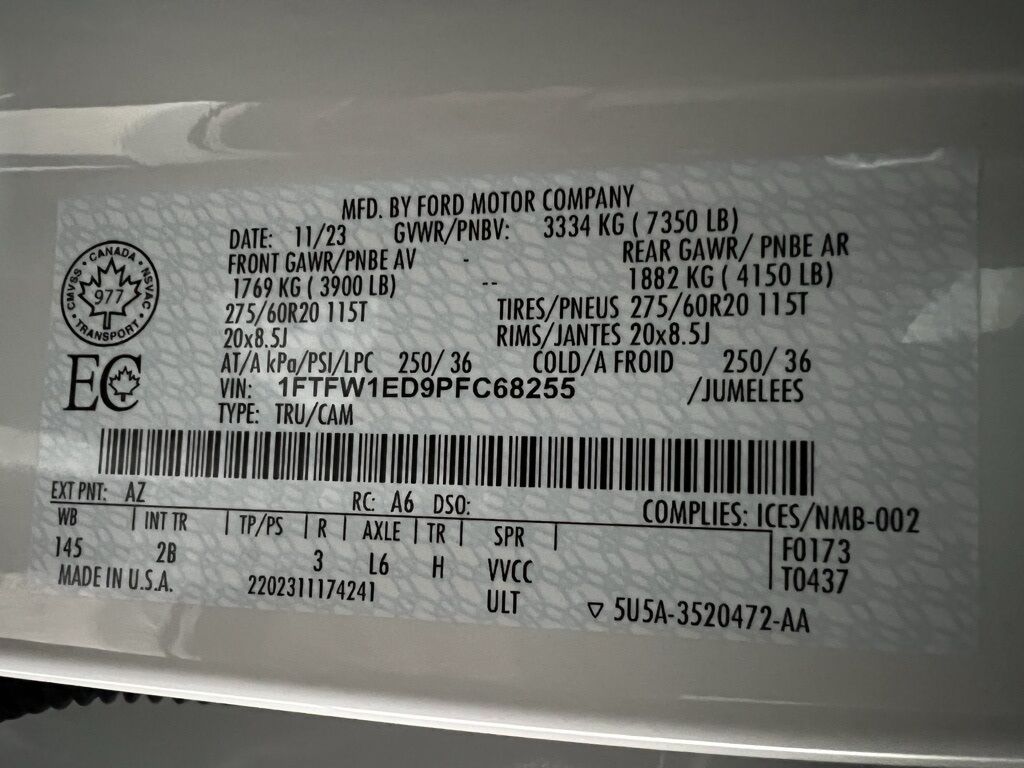 MFD. BY FORD MOTOR COMPANY
DATE: 11/23 GVWR/PNBV: 3334 KG ( 7350 LB)
FRONT GAWR/PNBE AV - REAR GAWR/ PNBE AR
1769 KG ( 3900 LB) -- 1882 KG ( 4150 LB)
275/60R20 115T TIRES/PNEUS 275/60R20 115T
20x8.5J RIMS/JANTES 20x8.5J
AT/A kPa/PSI/LPC 250/ 36 COLD/A FROID 250/ 36
VIN: 1FTFW1ED9PFC68255 /JUMELEES
TYPE: TRU/CAM
CANADA
CMVSS NSVAC
977
TRANSPORT
EC
EXT PNT: AZ RC: A6 DSO: COMPLIES: ICES/NMB-002
WB | INT TR | TP/PS | R | AXLE | TR | SPR | F0173
145 2B 3 L6 H VVCC T0437
MADE IN U.S.A. 2202311174241 ULT ▽ 5U5A-3520472-AA